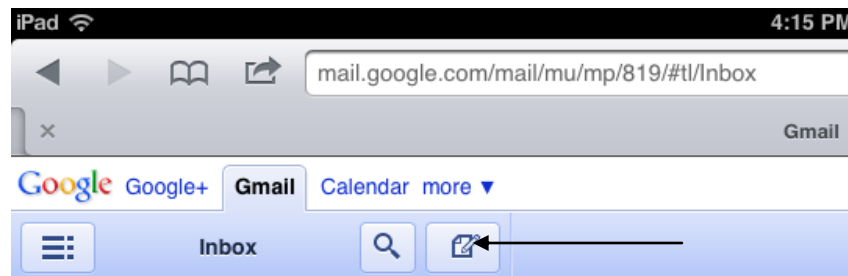 iPad 4:15 PM
mail.google.com/mail/mu/mp/819/#tl/Inbox
Gmail
Google Google+ Gmail Calendar more ▼
Inbox